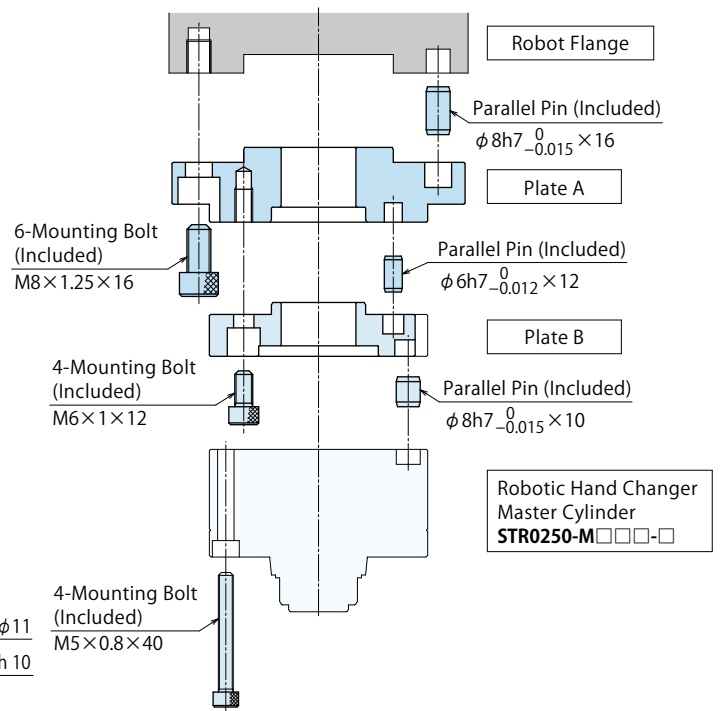 Robot Flange
Parallel Pin (Included)
φ8h7 0 −0.015 ×16
Plate A
6-Mounting Bolt
(Included)
M8×1.25×16
Parallel Pin (Included)
φ6h7 0 −0.012 ×12
Plate B
4-Mounting Bolt
(Included)
M6×1×12
Parallel Pin (Included)
φ8h7 0 −0.015 ×10
Robotic Hand Changer
Master Cylinder
STR0250-M□□□-□
4-Mounting Bolt
(Included)
M5×0.8×40
φ11
h 10